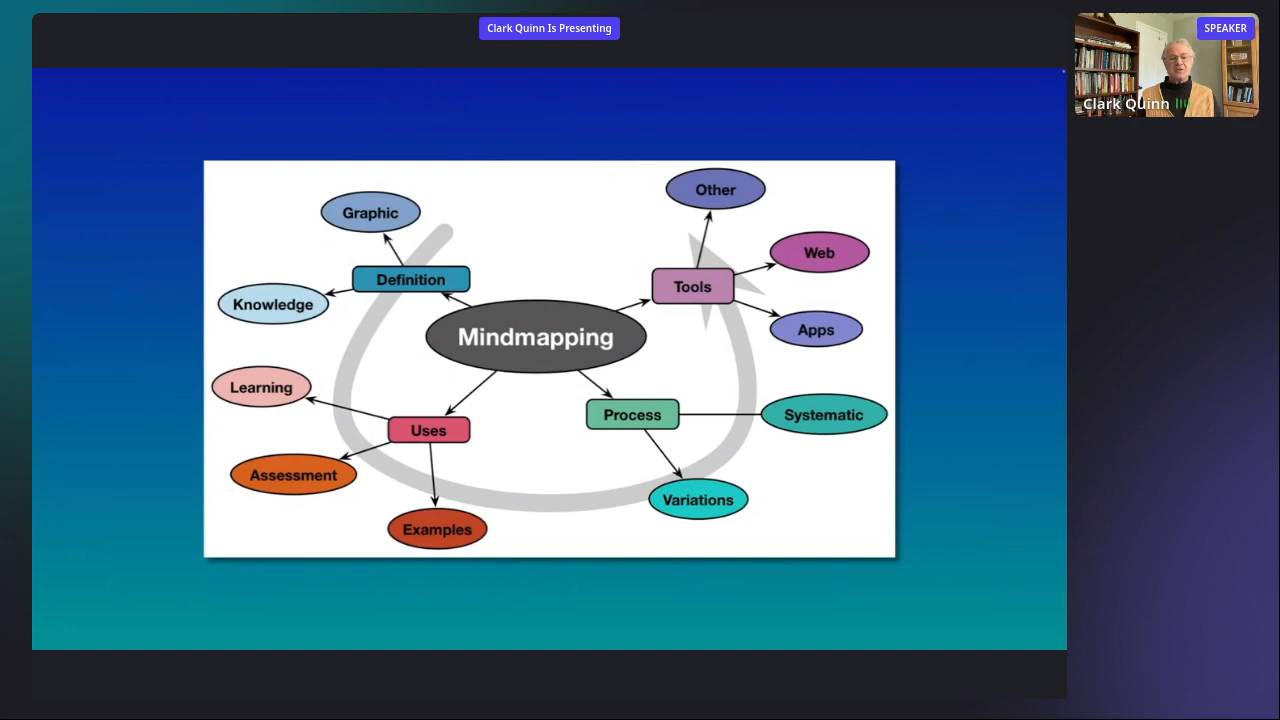 Clark Quinn Is Presenting
SPEAKER
Clark Quinn
Other
Graphic
Web
Definition
Tools
Knowledge
Apps
Mindmapping
Learning
Systematic
Process
Uses
Assessment
Variations
Examples